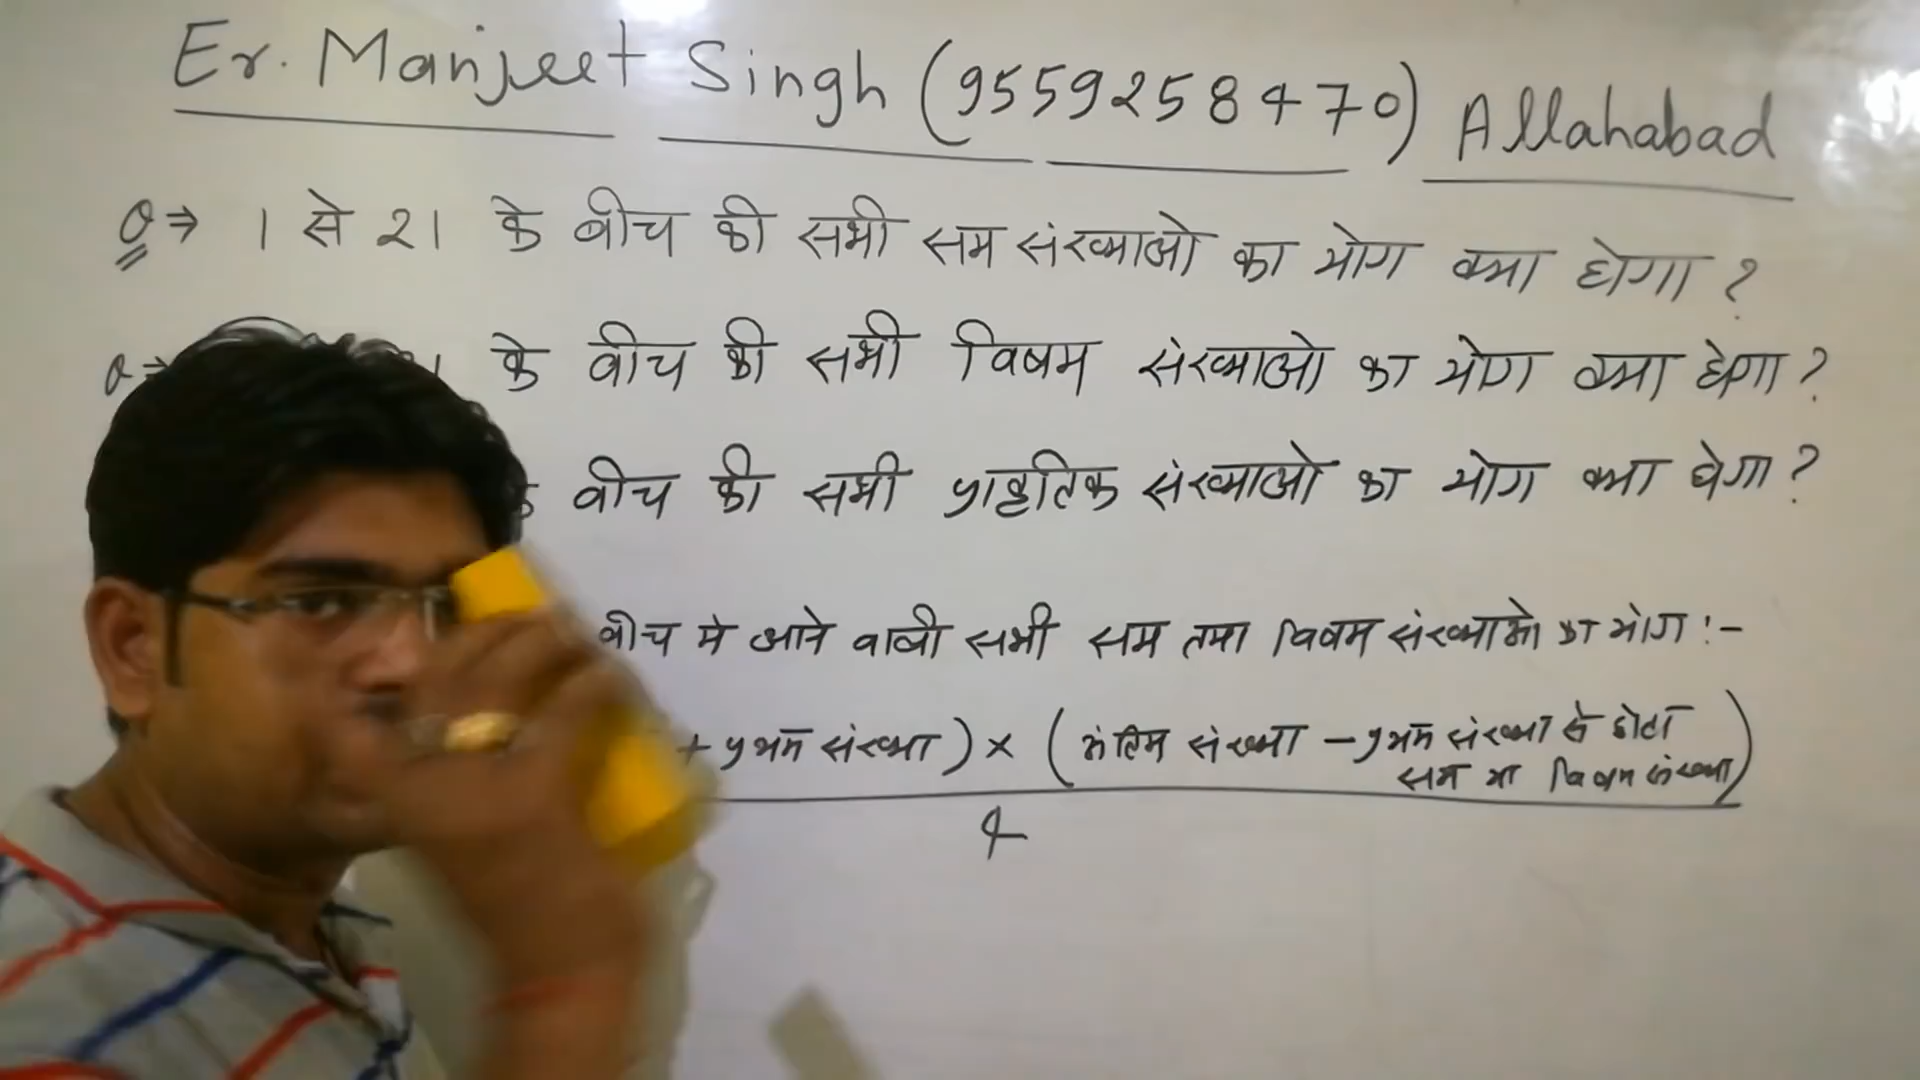 Er. Manjeet Singh (9559258470) Allahabad
Q⇒ 1 से 21 के बीच की सभी सम संख्याओ का योग क्या होगा ?
Q⇒ 1 के बीच की सभी विषम संख्याओ का योग क्या होगा ?
के बीच की सभी प्राकृतिक संख्याओ का योग क्या होगा ?
बीच मे आने वाली सभी सम तथा विषम संख्याओ का योग :-
+ प्रथम संख्या) × (अंतिम संख्या - प्रथम संख्या से छोटा
सम या विषम संख्या)
4